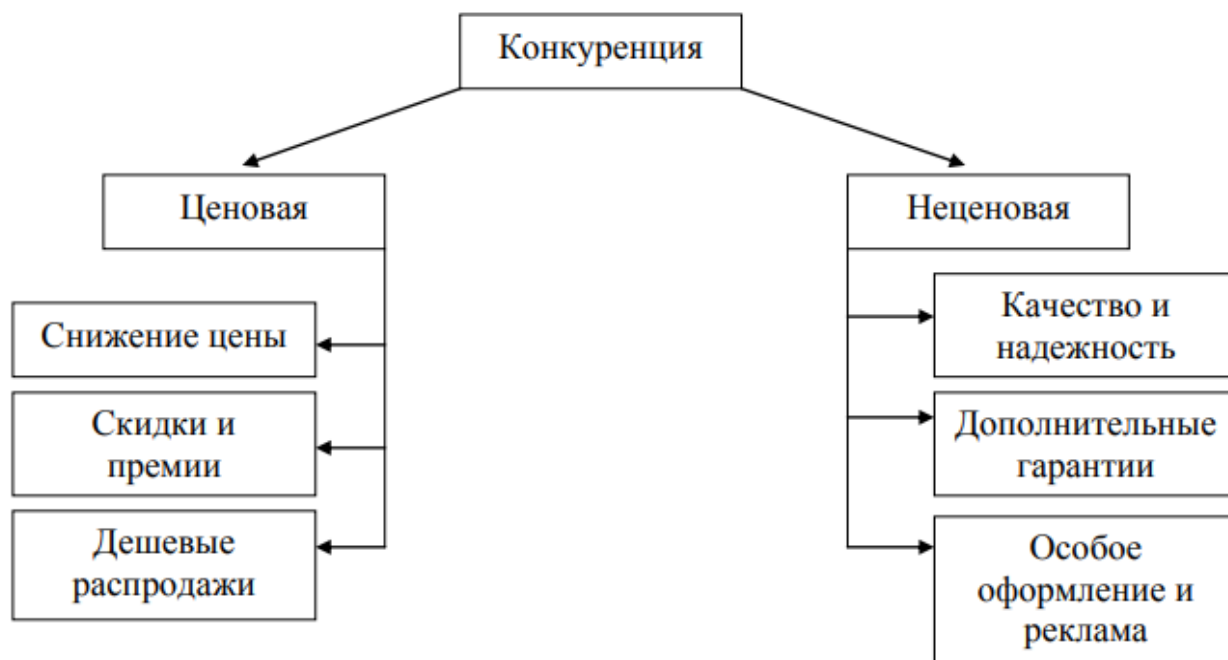 Конкуренция
Ценовая
Неценовая
Снижение цены
Скидки и
премии
Дешевые
распродажи
Качество и
надежность
Дополнительные
гарантии
Особое
оформление и
реклама